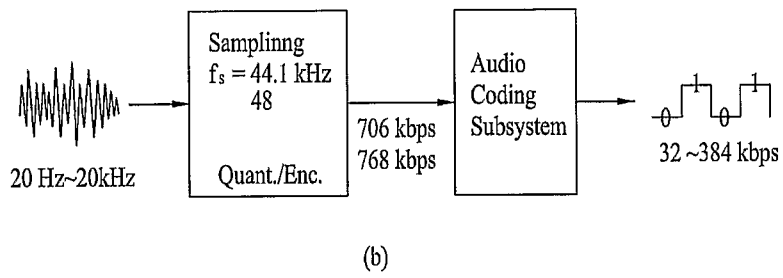 Samplinng
fs = 44.1 kHz
48
Quant./Enc.
20 Hz~20kHz
706 kbps
768 kbps
Audio
Coding
Subsystem
0 1 0 1
32 ~384 kbps
(b)